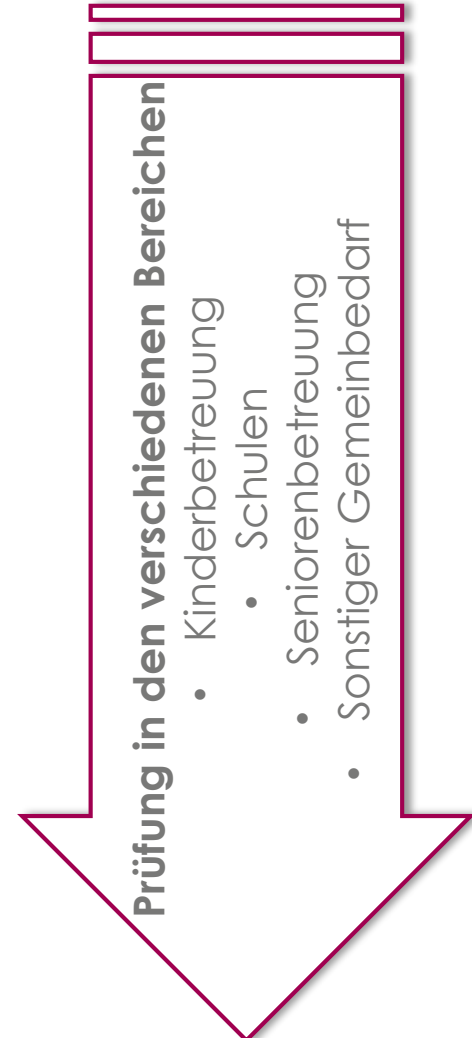 Prüfung in den verschiedenen Bereichen
• Kinderbetreuung
• Schulen
• Seniorenbetreuung
• Sonstiger Gemeinbedarf